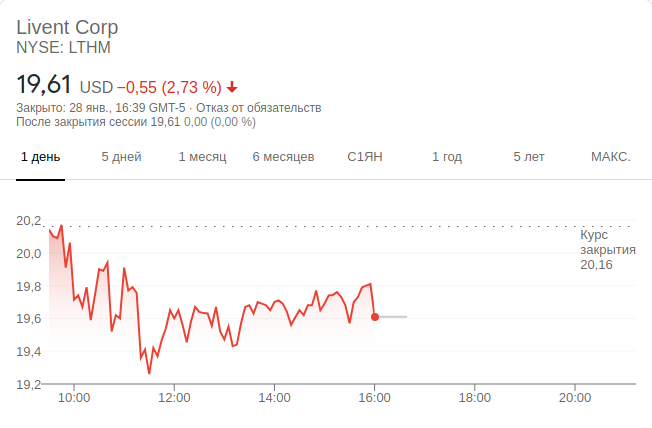 Livent Corp
NYSE: LTHM
19,61 USD −0,55 (2,73 %)
Закрыто: 28 янв., 16:39 GMT-5 · Отказ от обязательств
После закрытия сессии 19,61 0,00 (0,00 %)
1 день 5 дней 1 месяц 6 месяцев С1ЯН 1 год 5 лет МАКС.
20,2
Курс
закрытия
20,16
20,0
19,8
19,6
19,4
19,2
10:00 12:00 14:00 16:00 18:00 20:00